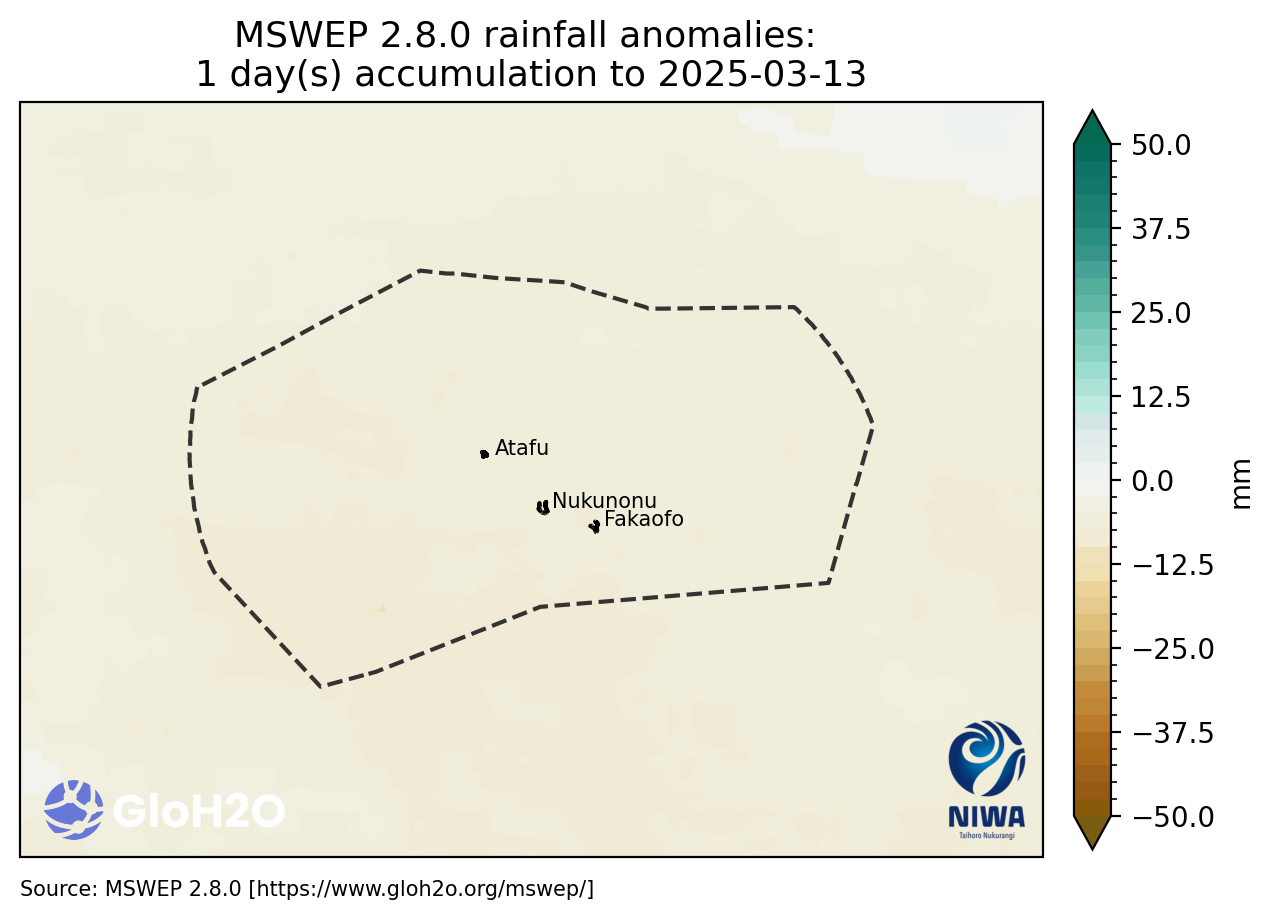 MSWEP 2.8.0 rainfall anomalies:
1 day(s) accumulation to 2025-03-13
50.0
37.5
25.0
12.5
0.0
−12.5
−25.0
−37.5
−50.0
mm
Atafu
Nukunonu
Fakaofo
GloH2O
NIWA
Taihoro Nukurangi
Source: MSWEP 2.8.0 [https://www.gloh2o.org/mswep/]